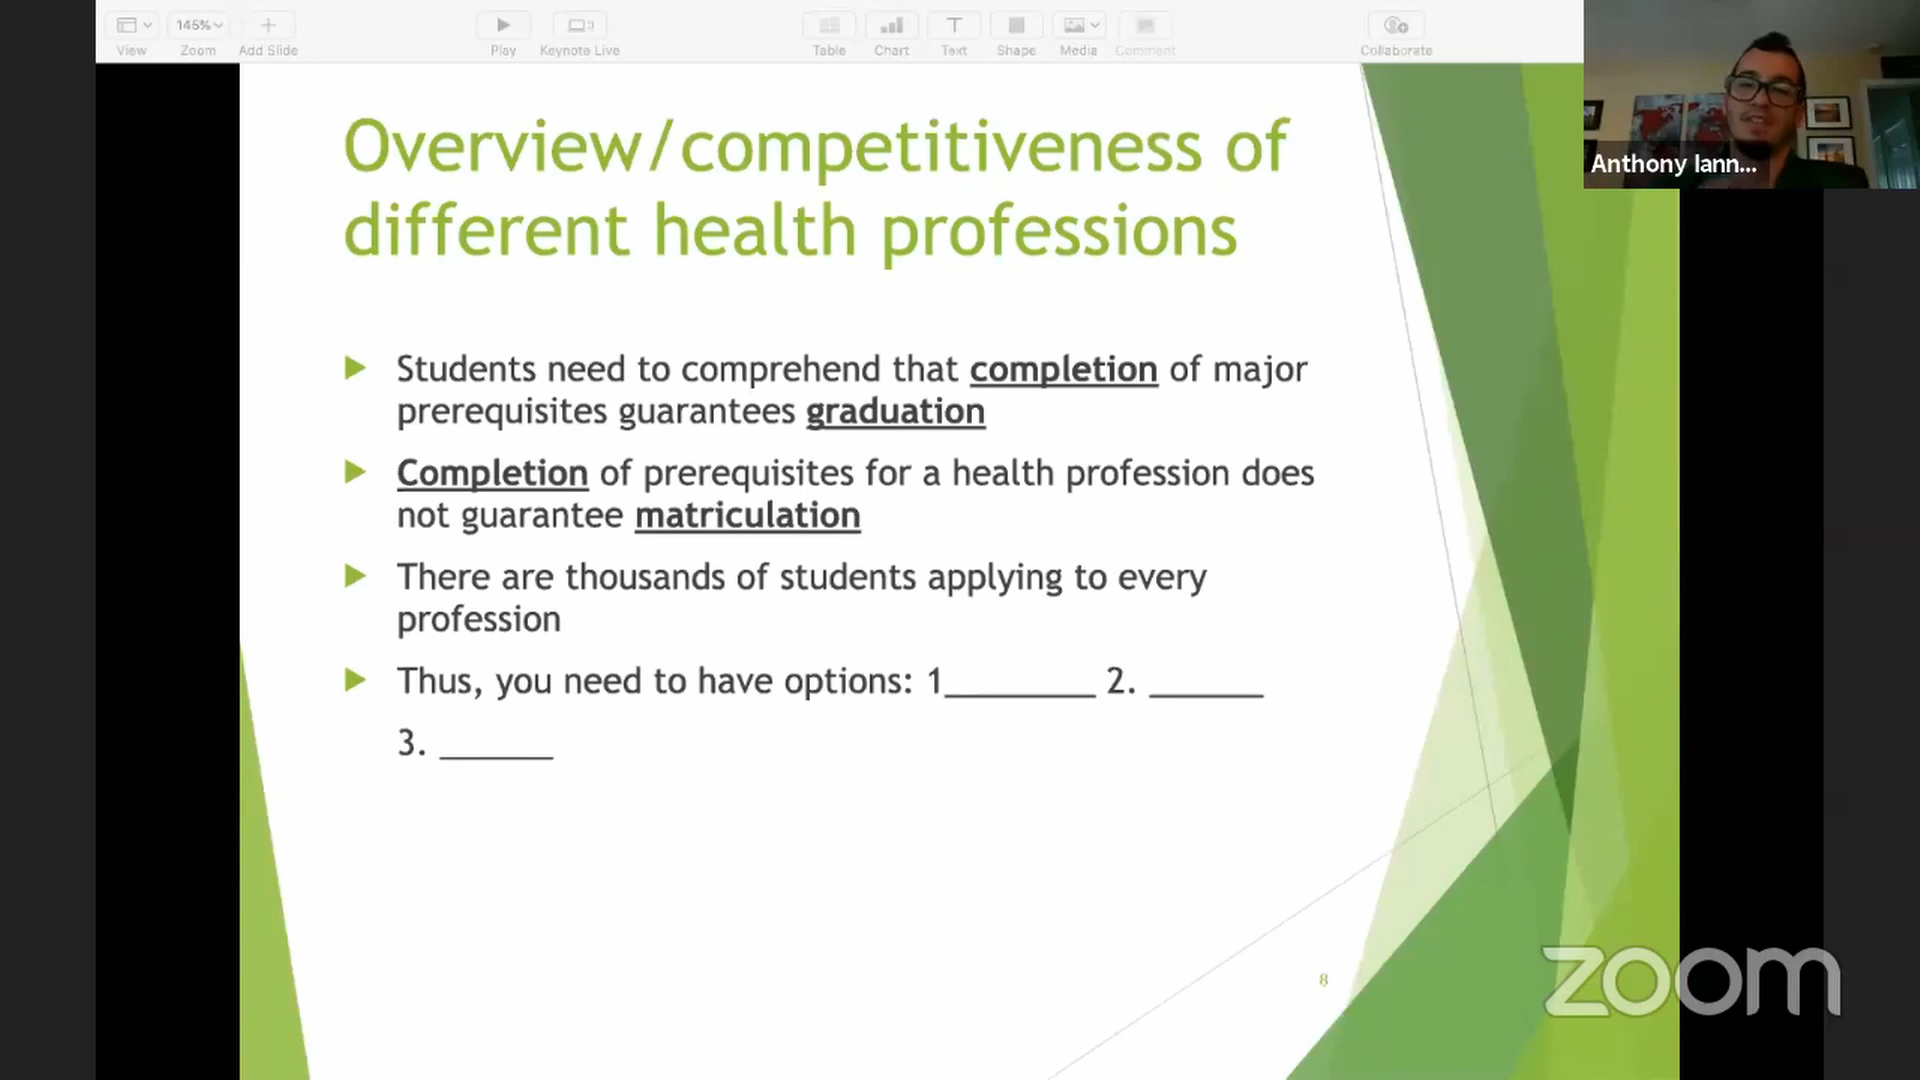 145%
View
Zoom
Add Slide
Play
Keynote Live
Table
Chart
Text
Shape
Media
Comment
Collaborate
T
Anthony Iann...
Overview/competitiveness of
different health professions
Students need to comprehend that completion of major
prerequisites guarantees graduation
Completion of prerequisites for a health profession does
not guarantee matriculation
There are thousands of students applying to every
profession
Thus, you need to have options: 1________ 2. ______
3. ______
8
zoom